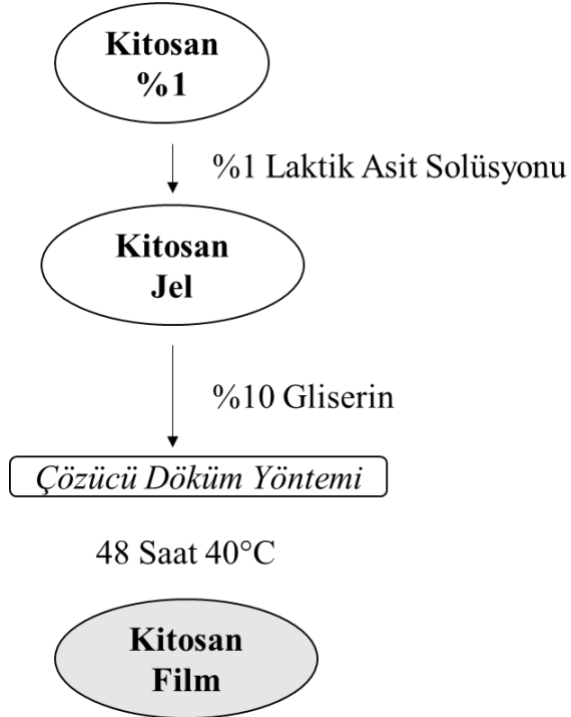 Kitosan
%1
%1 Laktik Asit Solüsyonu
Kitosan
Jel
%10 Gliserin
Çözücü Döküm Yöntemi
48 Saat 40°C
Kitosan
Film